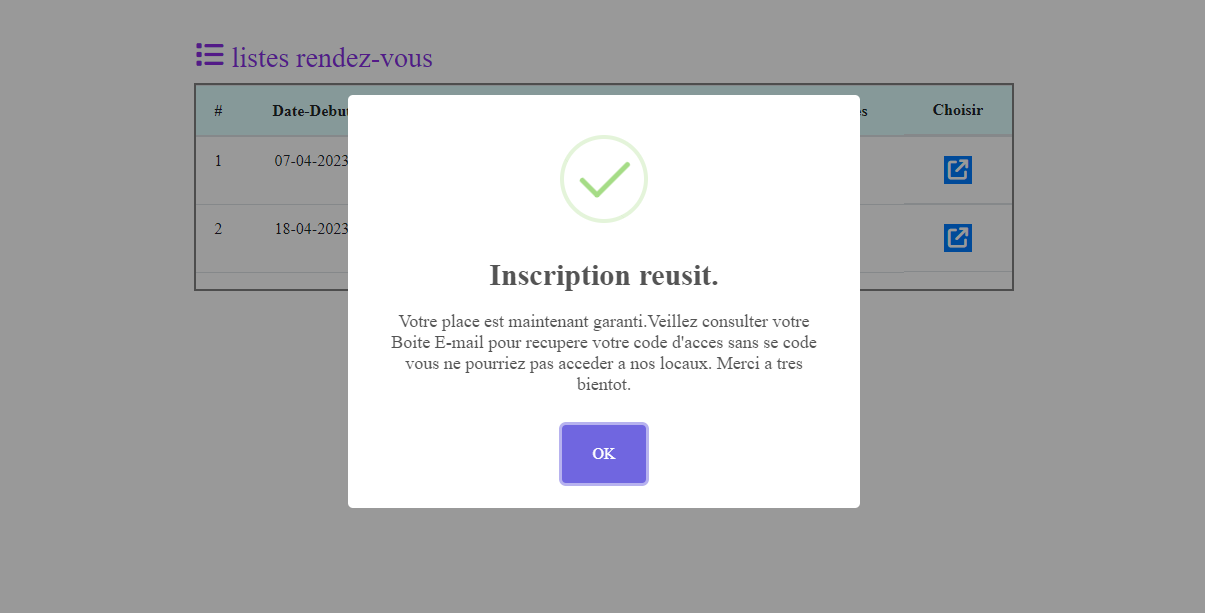 listes rendez-vous
# Date-Debu Choisir
1 07-04-2023
2 18-04-2023
Inscription reusit.
Votre place est maintenant garanti.Veillez consulter votre
Boite E-mail pour recupere votre code d'acces sans se code
vous ne pourriez pas acceder a nos locaux. Merci a tres
bientot.
OK